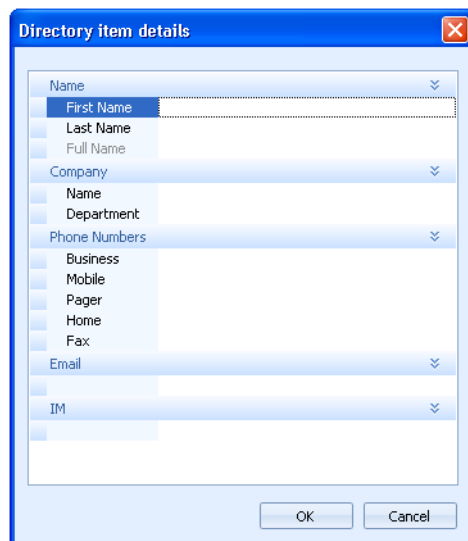 Directory item details
Name
First Name
Last Name
Full Name
Company
Name
Department
Phone Numbers
Business
Mobile
Pager
Home
Fax
Email
IM
OK Cancel